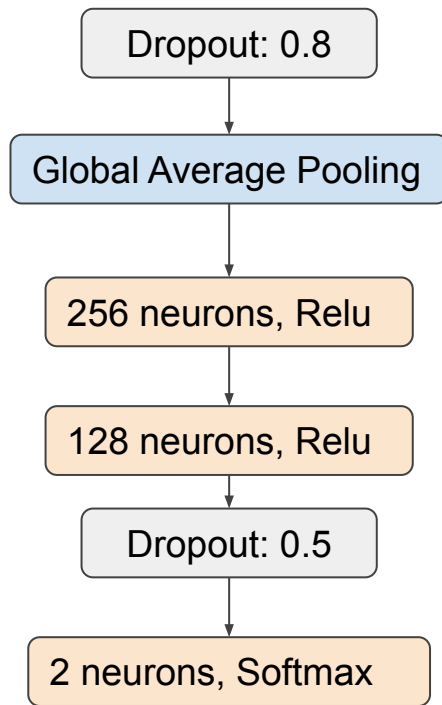 Dropout: 0.8
Global Average Pooling
256 neurons, Relu
128 neurons, Relu
Dropout: 0.5
2 neurons, Softmax